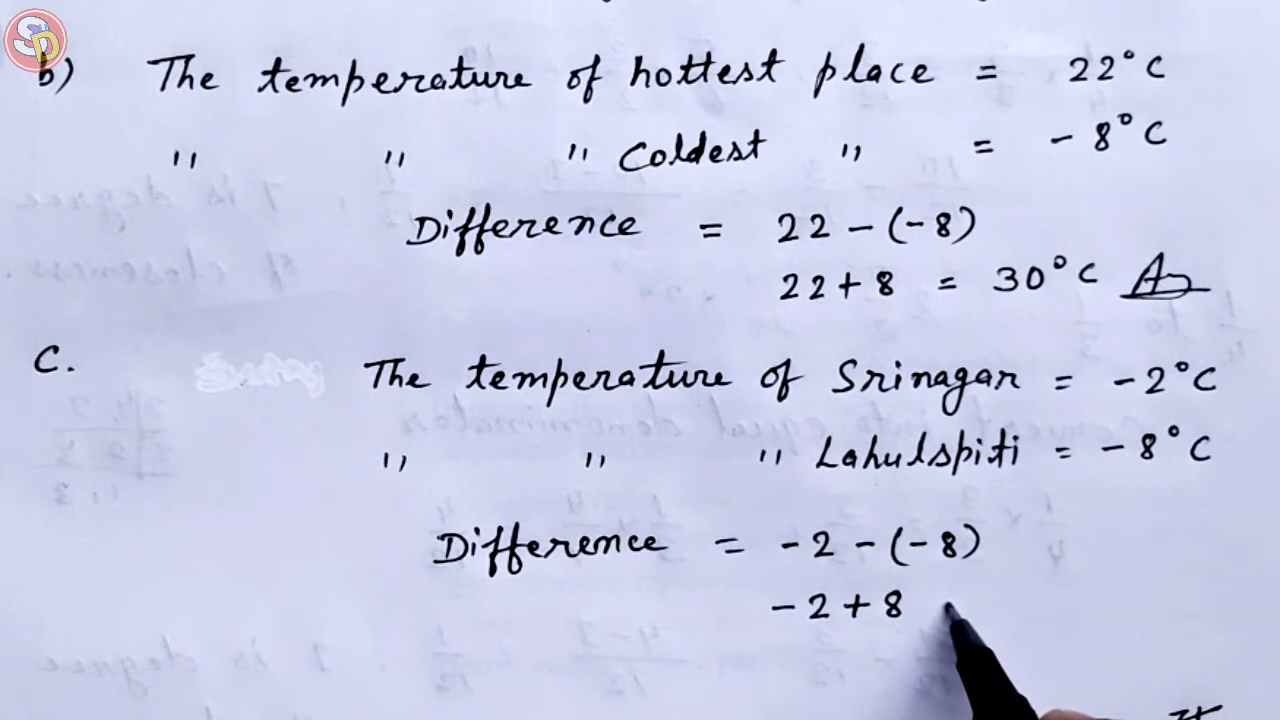 SD
b) The temperature of hottest place = 22°C
" " " Coldest " = -8°C
Difference = 22-(-8)
22+8 = 30°C
C. The temperature of Srinagar = -2°C
" " " Lahulspiti = -8°C
Difference = -2-(-8)
-2+8